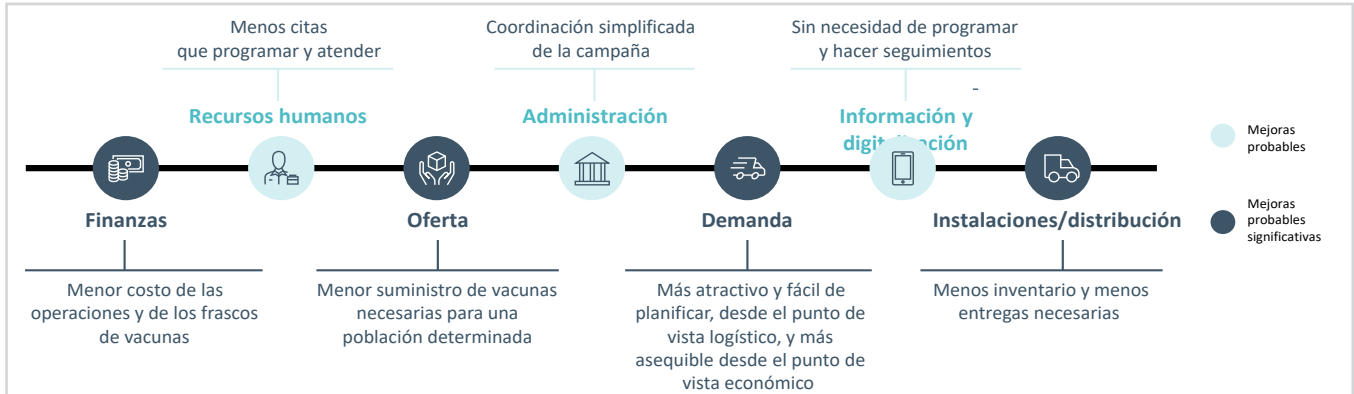 Menos citas
que programar y atender
Coordinación simplificada
de la campaña
Sin necesidad de programar
y hacer seguimientos
-
Recursos humanos
Administración
Información y
digitalización
Mejoras
probables
Finanzas
Oferta
Demanda
Instalaciones/distribución
Mejoras
probables
significativas
Menor costo de las
operaciones y de los frascos
de vacunas
Menor suministro de vacunas
necesarias para una
población determinada
Más atractivo y fácil de
planificar, desde el punto de
vista logístico, y más
asequible desde el punto de
vista económico
Menos inventario y menos
entregas necesarias